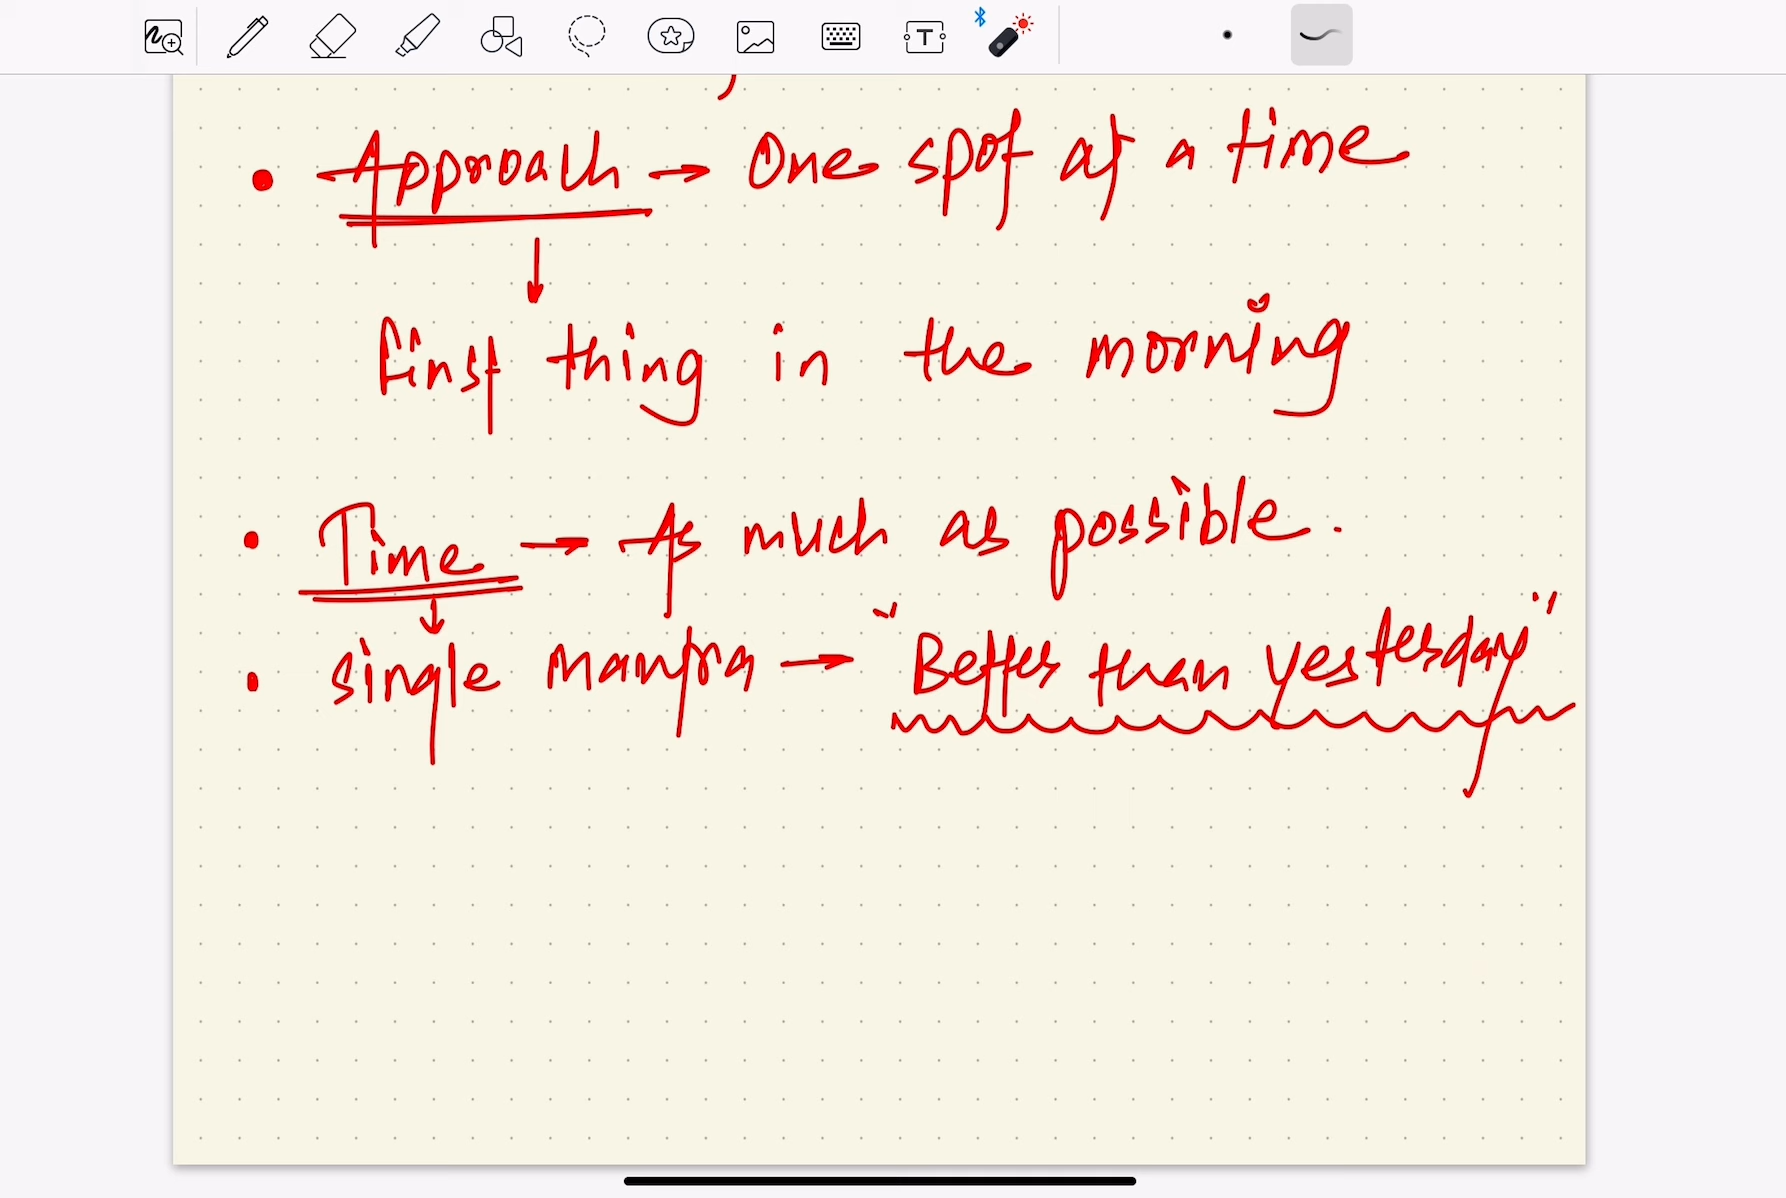 • Approach → One spot at a time
↓
First thing in the morning
• Time → As much as possible.
↓
• single mantra → "Better than yesterday"